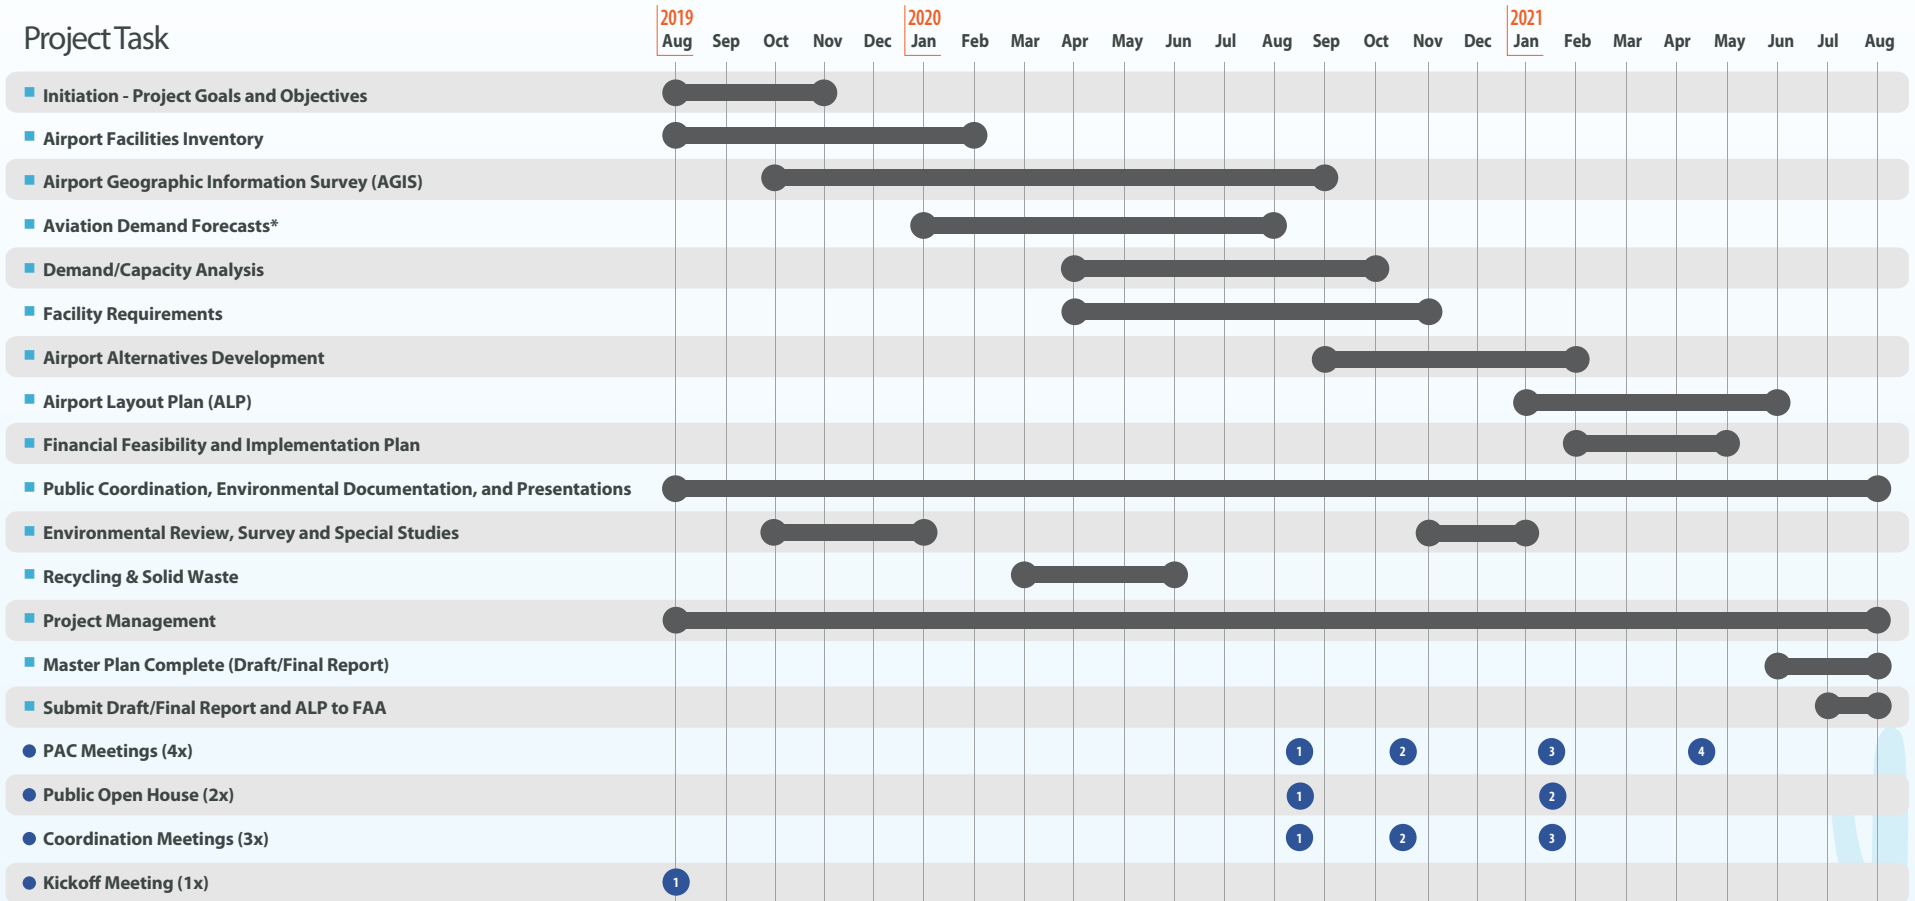 2019 2020 2021
Project Task Aug Sep Oct Nov Dec Jan Feb Mar Apr May Jun Jul Aug Sep Oct Nov Dec Jan Feb Mar Apr May Jun Jul Aug
Initiation - Project Goals and Objectives
Airport Facilities Inventory
Airport Geographic Information Survey (AGIS)
Aviation Demand Forecasts*
Demand/Capacity Analysis
Facility Requirements
Airport Alternatives Development
Airport Layout Plan (ALP)
Financial Feasibility and Implementation Plan
Public Coordination, Environmental Documentation, and Presentations
Environmental Review, Survey and Special Studies
Recycling & Solid Waste
Project Management
Master Plan Complete (Draft/Final Report)
Submit Draft/Final Report and ALP to FAA
PAC Meetings (4x) 1 2 3 4
Public Open House (2x) 1 2
Coordination Meetings (3x) 1 2 3
Kickoff Meeting (1x) 1